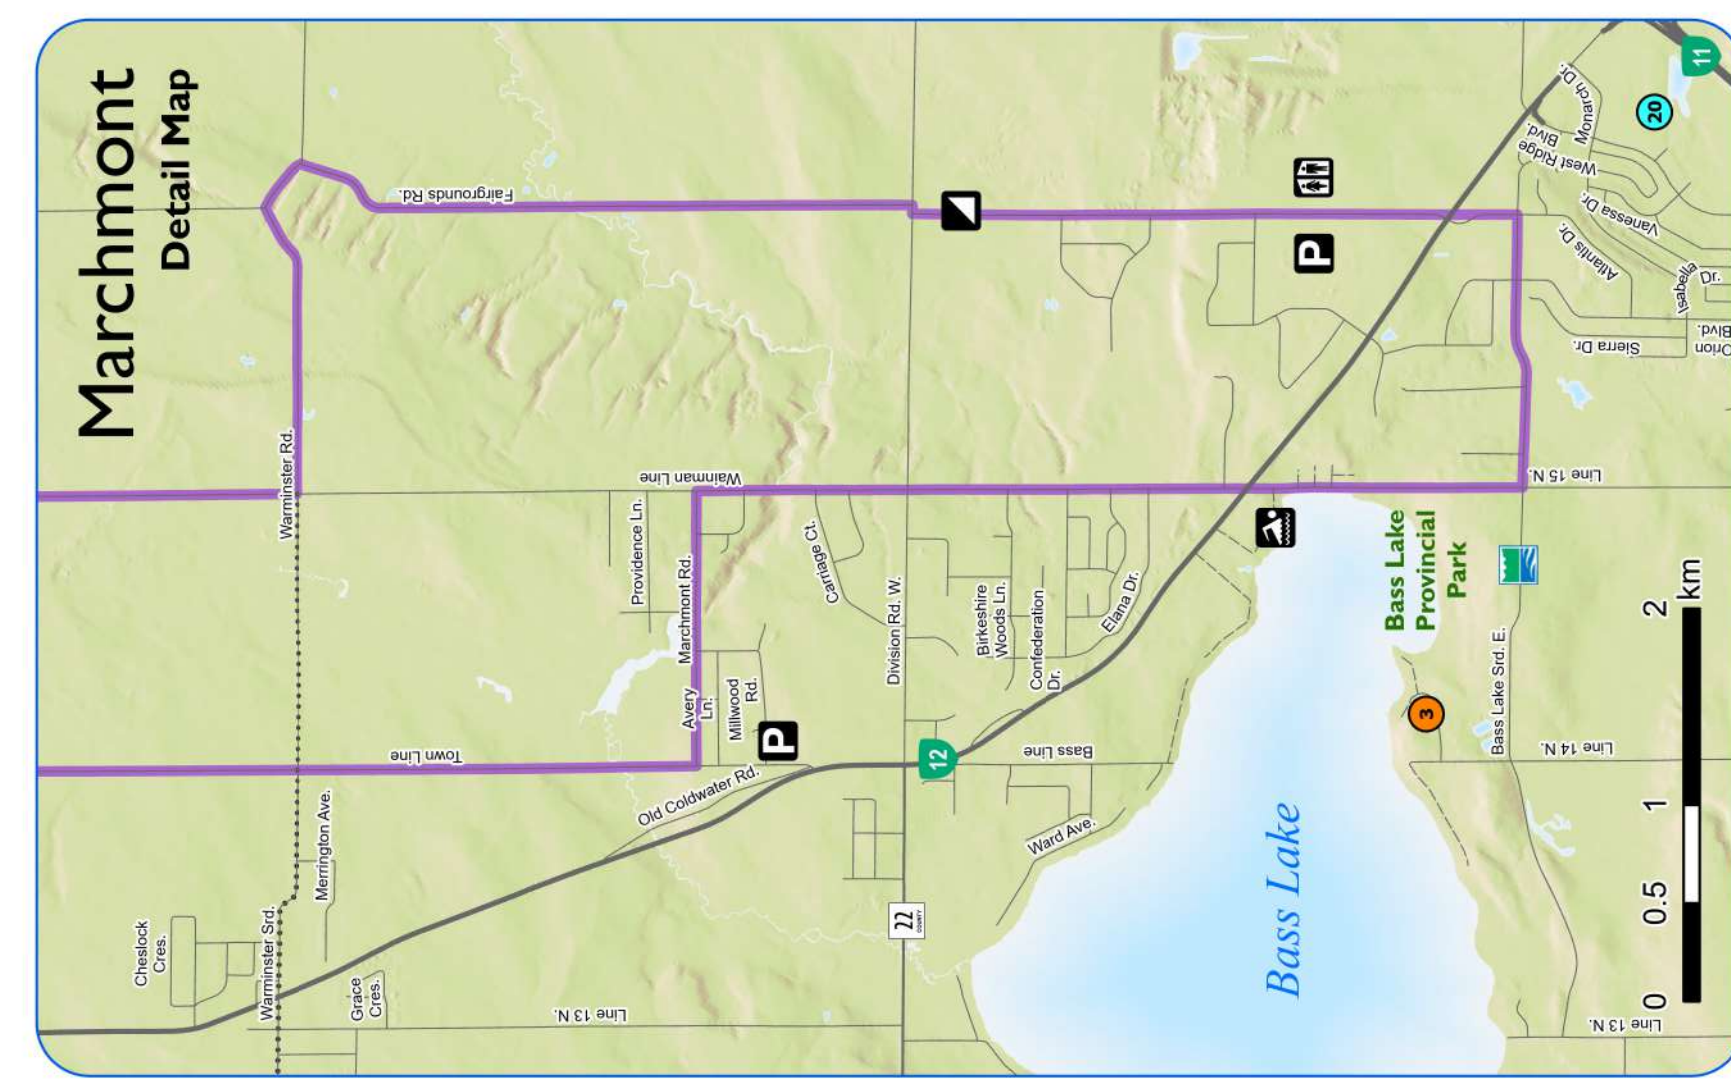 Marchmont
Detail Map
Fairgrounds Rd.
Warminster Rd.
Wainman Line
Providence Ln.
Marchmont Rd.
Avery
Ln.
Millwood
Rd.
Carriage Ct.
Division Rd. W.
Birkeshire
Woods Ln.
Confederation
Dr.
Elana Dr.
Town Line
Old Coldwater Rd.
Bass Line
12
Ward Ave.
22
COUNTY
Merrington Ave.
Cheslock
Cres.
Warminster Srd.
Grace
Cres.
Line 13 N.
P
P
11
20
Monarch Dr.
West Ridge
Blvd.
Vanessa Dr.
Atlantis Dr.
Isabella
Dr.
Orion
Blvd.
Sierra Dr.
Line 15 N.
Bass Lake
Provincial
Park
3
Bass Lake Srd. E.
Line 14 N.
Bass Lake
Line 13 N.
0 0.5 1 2
km